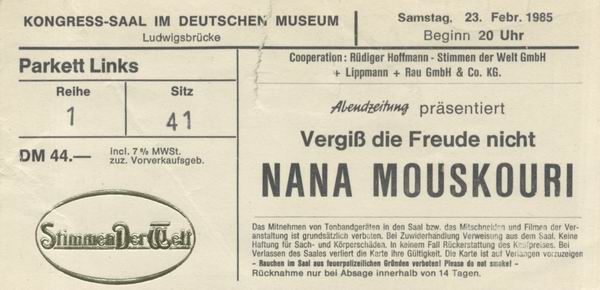 KONGRESS-SAAL IM DEUTSCHEN MUSEUM
Ludwigsbrücke
Samstag, 23. Febr. 1985
Beginn 20 Uhr
Parkett Links
Reihe
Sitz
1
41
DM 44.—
Inkl. 7 % MWSt.
zuz. Vorverkaufsgeb.
Stimmen Der Welt
Cooperation: Rüdiger Hoffmann - Stimmen der Welt GmbH
+ Lippmann + Rau GmbH & Co. KG.
Abendzeitung präsentiert
Vergiß die Freude nicht
NANA MOUSKOURI
Das Mitnehmen von Tonbandgeräten in den Saal bzw. das Mitschneiden und Filmen der Ver-
anstaltung ist grundsätzlich verboten. Bei Zuwiderhandlung Verweisung aus dem Saal. Keine
Haftung für Sach- und Körperschäden. In keinem Fall Rückerstattung des Kaufpreises. Bei
Verlassen des Saales verliert die Karte ihre Gültigkeit. Die Karte ist auf Verlangen vorzuzeigen
- Rauchen im Saal aus feuerpolizeilichen Gründen verboten! Please do not smoke! -
Rücknahme nur bei Absage innerhalb von 14 Tagen.